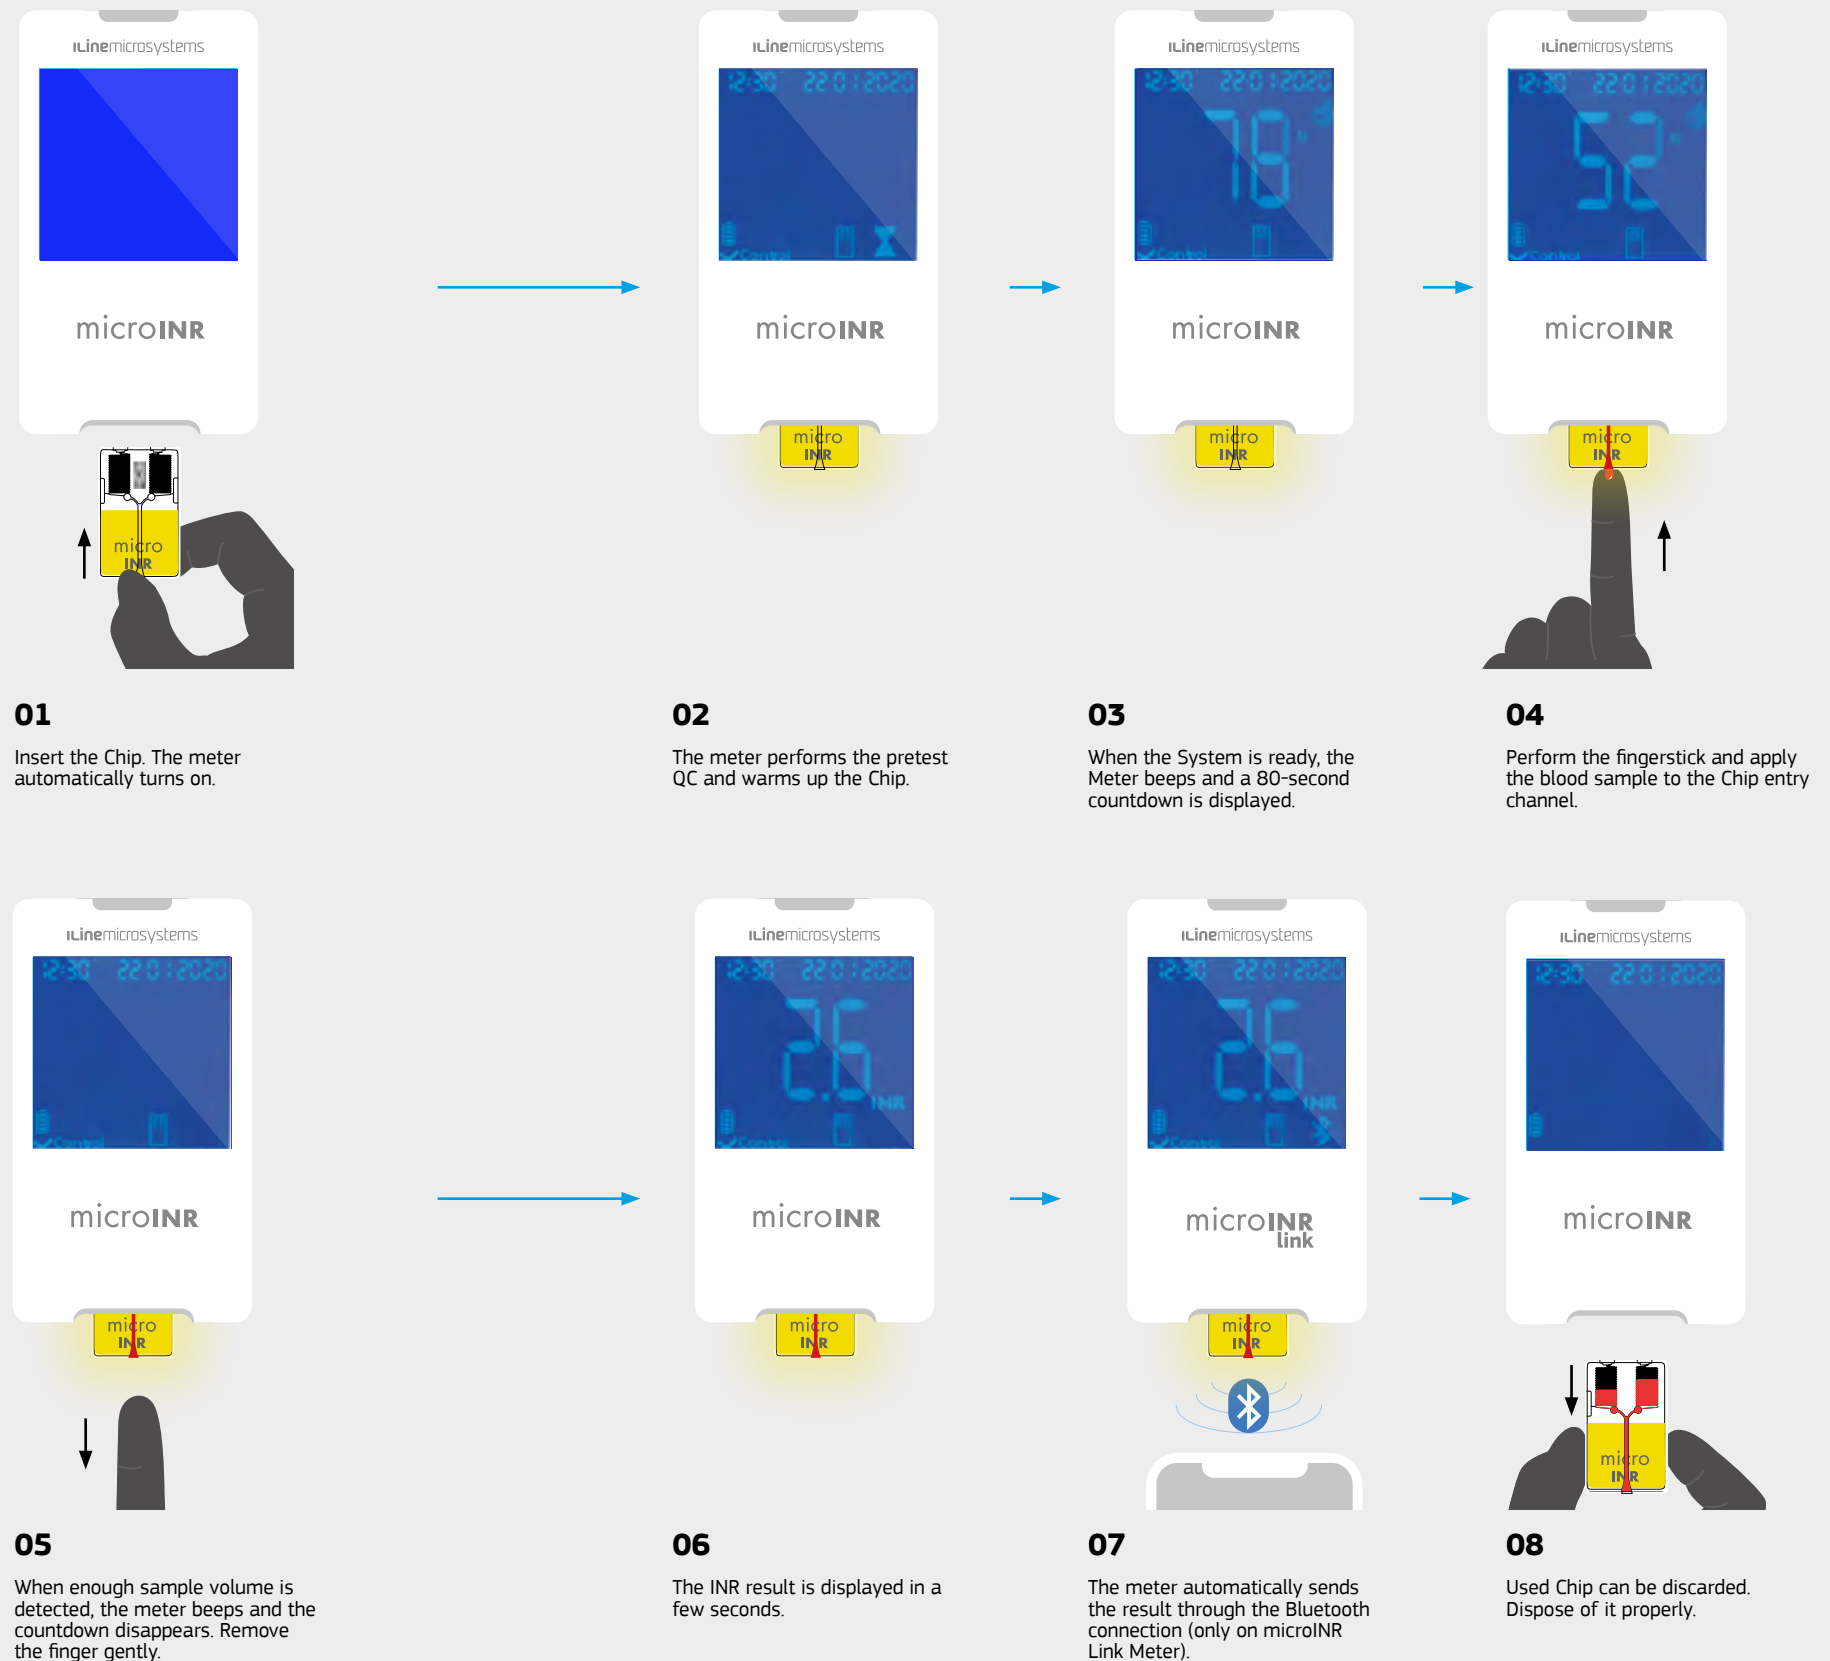 ILinemicrosystems
microINR
micro
INR
01
Insert the Chip. The meter
automatically turns on.
ILinemicrosystems
12:30 22 01 2020
Control
microINR
micro
INR
02
The meter performs the pretest
QC and warms up the Chip.
ILinemicrosystems
12:30 22 01 2020
78"
microINR
micro
INR
03
When the System is ready, the
Meter beeps and a 80-second
countdown is displayed.
ILinemicrosystems
12:30 22 01 2020
52"
Control
microINR
micro
INR
04
Perform the fingerstick and apply
the blood sample to the Chip entry
channel.
ILinemicrosystems
12:30 22 01 2020
Control
microINR
micro
INR
05
When enough sample volume is
detected, the meter beeps and the
countdown disappears. Remove
the finger gently.
ILinemicrosystems
12:30 22 01 2020
2.6
INR
Control
microINR
micro
INR
06
The INR result is displayed in a
few seconds.
ILinemicrosystems
12:30 22 01 2020
2.6
INR
Control
microINR
link
micro
INR
07
The meter automatically sends
the result through the Bluetooth
connection (only on microINR
Link Meter).
ILinemicrosystems
12:30 22 01 2020
microINR
micro
INR
08
Used Chip can be discarded.
Dispose of it properly.